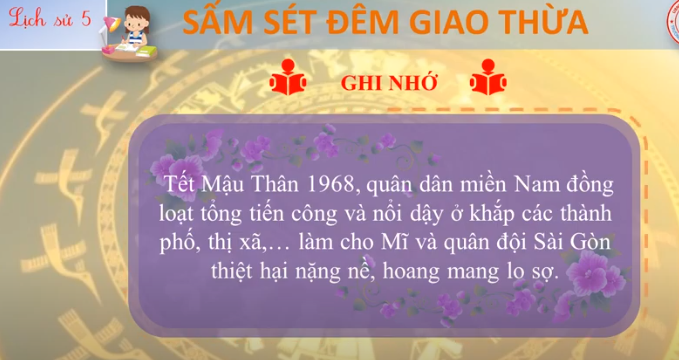 Lịch sử 5
SẤM SÉT ĐÊM GIAO THỪA
GHI NHỚ
Tết Mậu Thân 1968, quân dân miền Nam đồng
loạt tổng tiến công và nổi dậy ở khắp các thành
phố, thị xã,... làm cho Mĩ và quân đội Sài Gòn
thiệt hại nặng nề, hoang mang lo sợ.